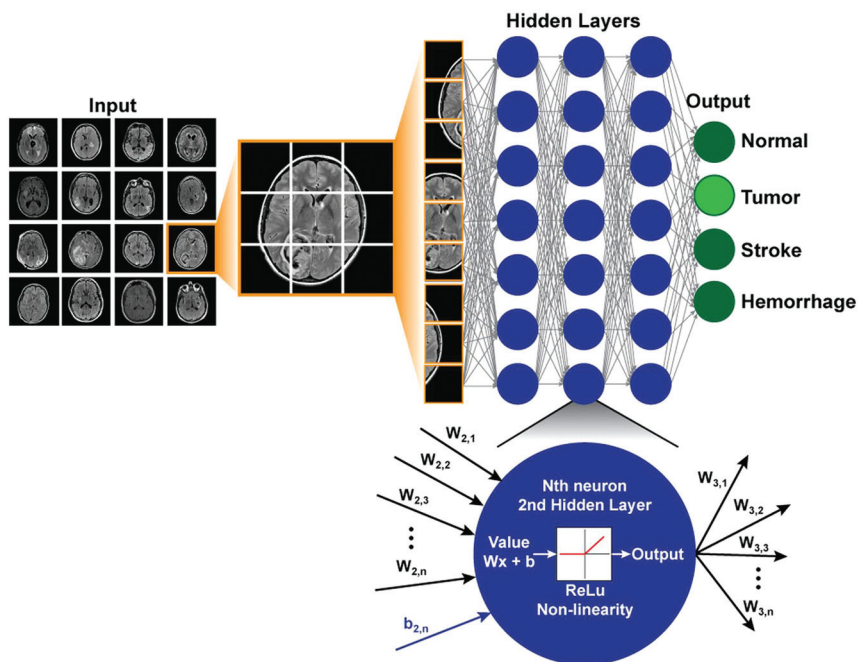 Hidden Layers
Input
Output
Normal
Tumor
Stroke
Hemorrhage
W2,1
W2,2
W2,3
W2,n
b2,n
Nth neuron
2nd Hidden Layer
Value
Wx + b
Output
ReLu
Non-linearity
W3,1
W3,2
W3,3
W3,n